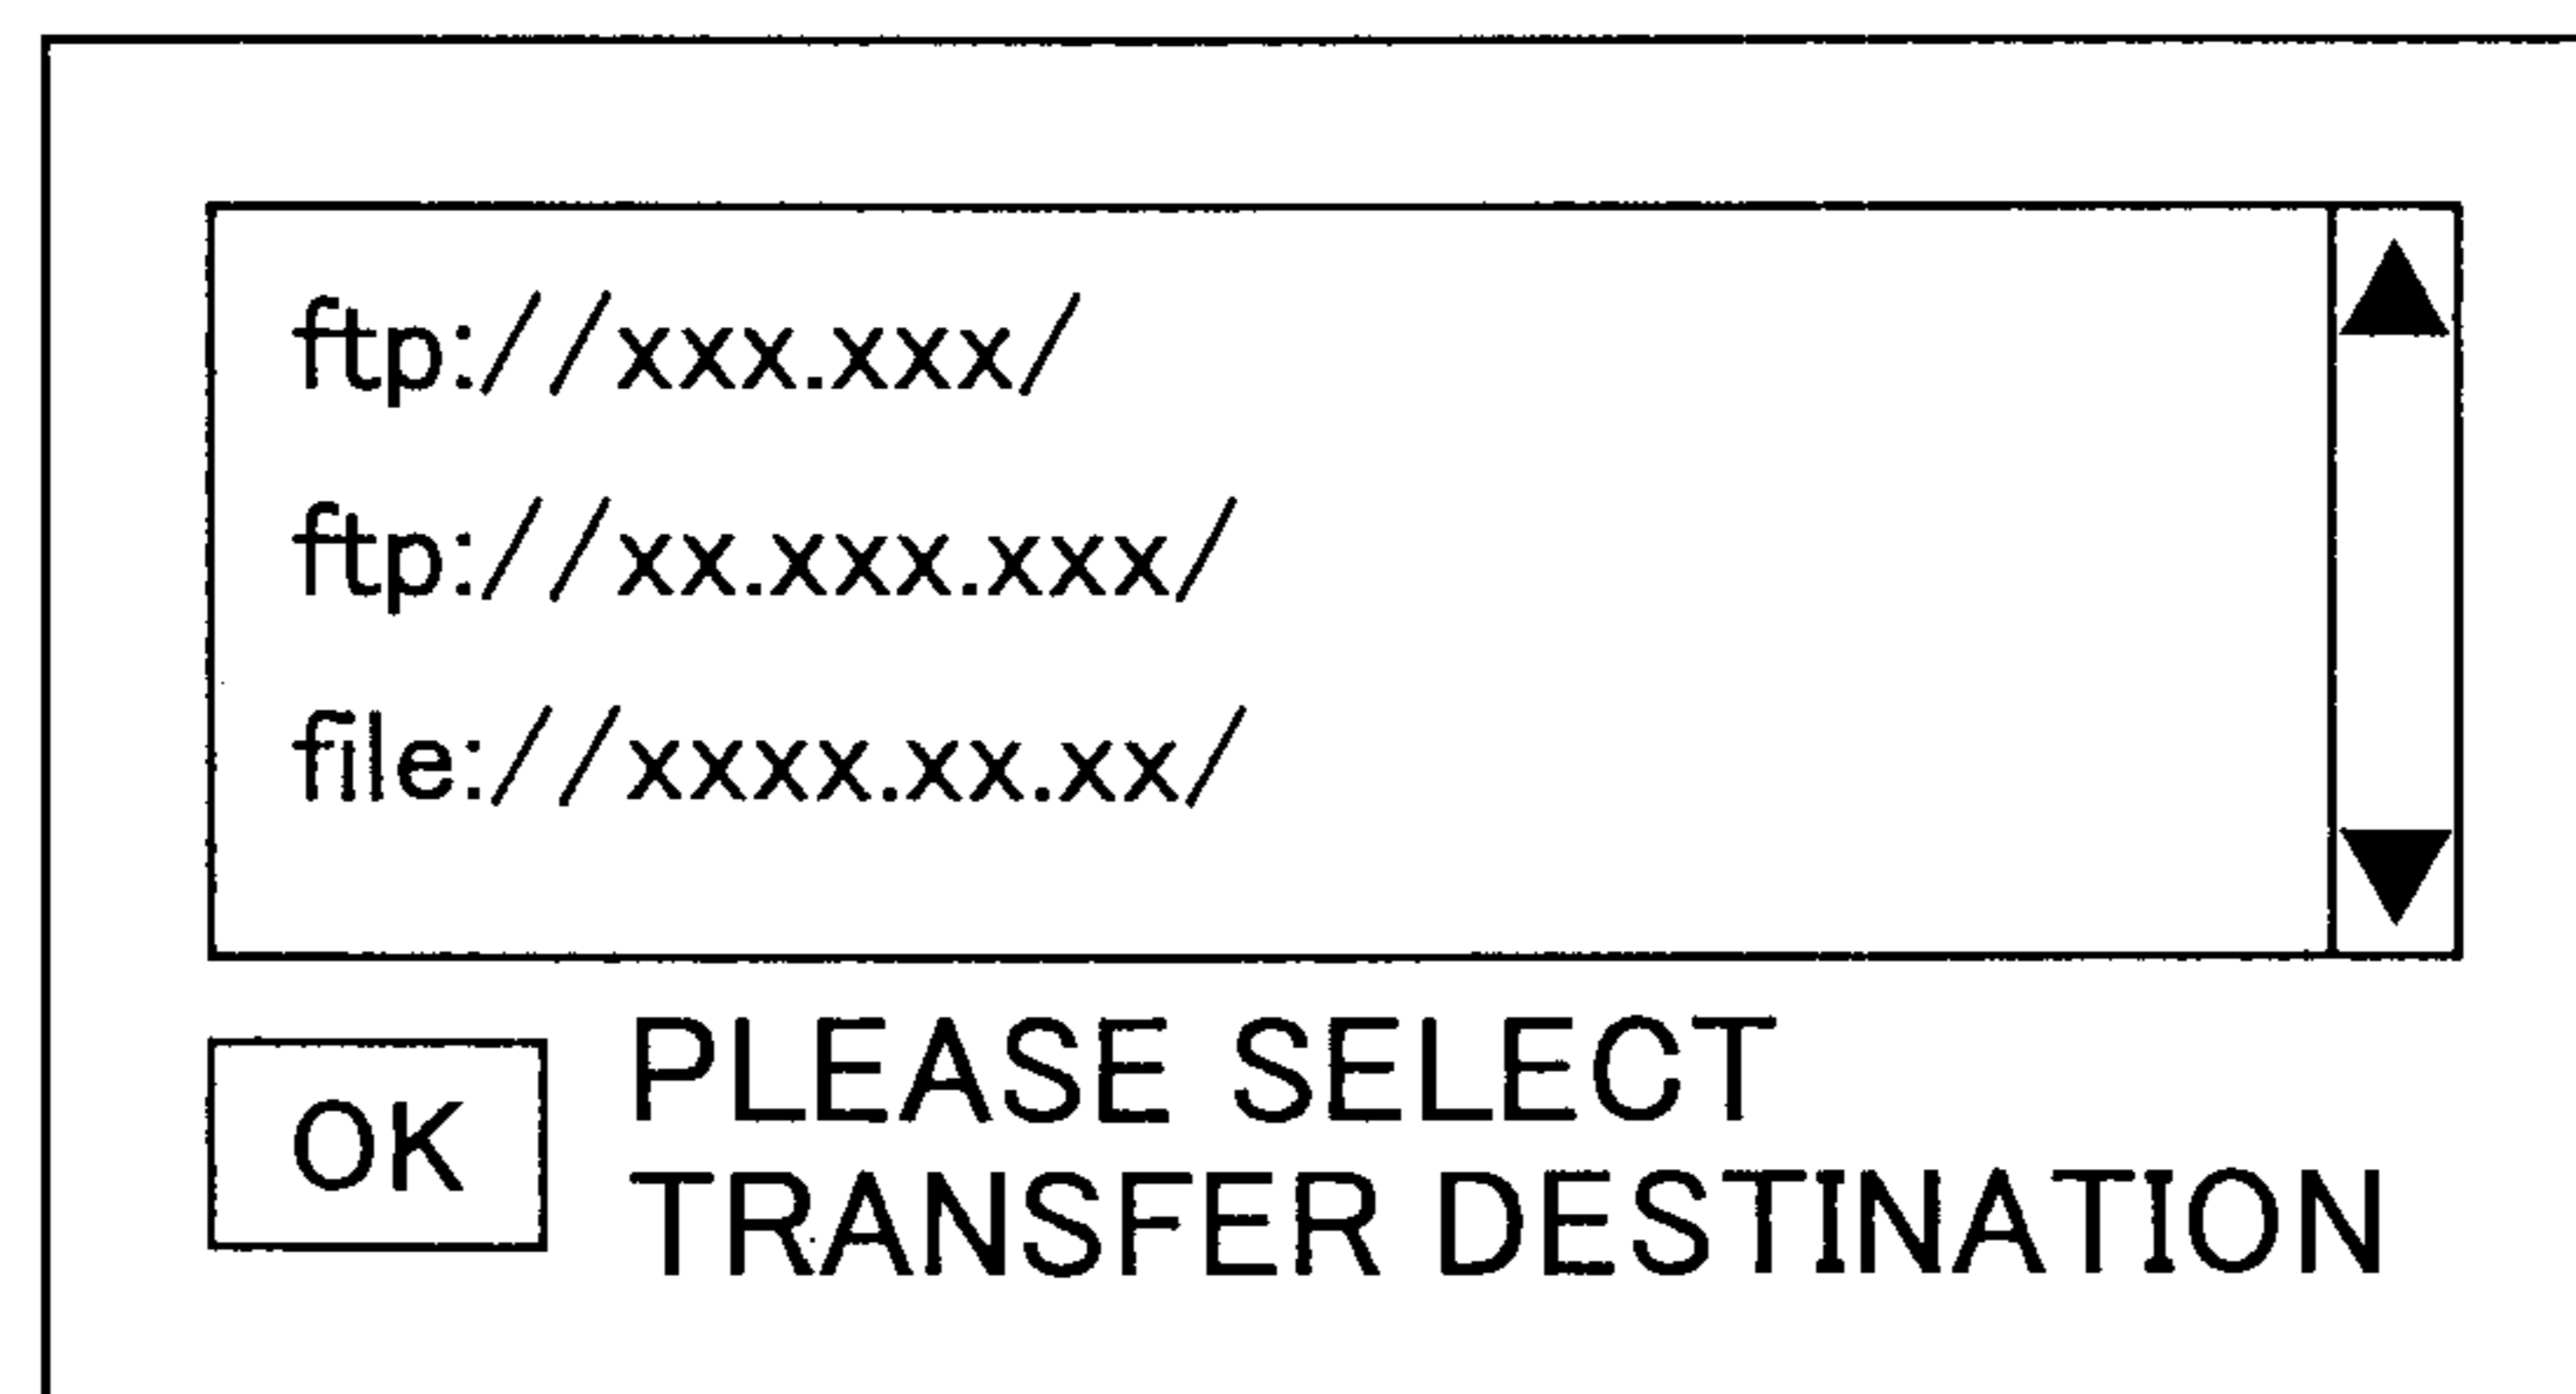 ftp://xxx.xxx/
ftp://xx.xxx.xxx/
file://xxxx.xx.xx/
OK
PLEASE SELECT
TRANSFER DESTINATION